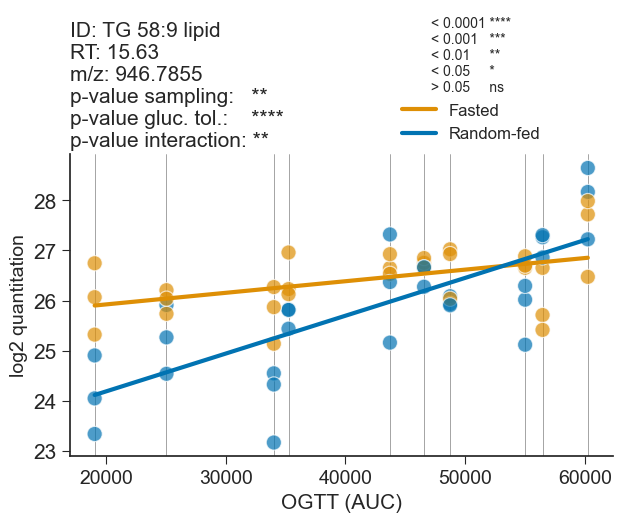 ID: TG 58:9 lipid
RT: 15.63
m/z: 946.7855
p-value sampling: **
p-value gluc. tol.: ****
p-value interaction: **
< 0.0001 ****
< 0.001 ***
< 0.01 **
< 0.05 *
> 0.05 ns
Fasted
Random-fed
log2 quantitation
28
27
26
25
24
23
20000 30000 40000 50000 60000
OGTT (AUC)